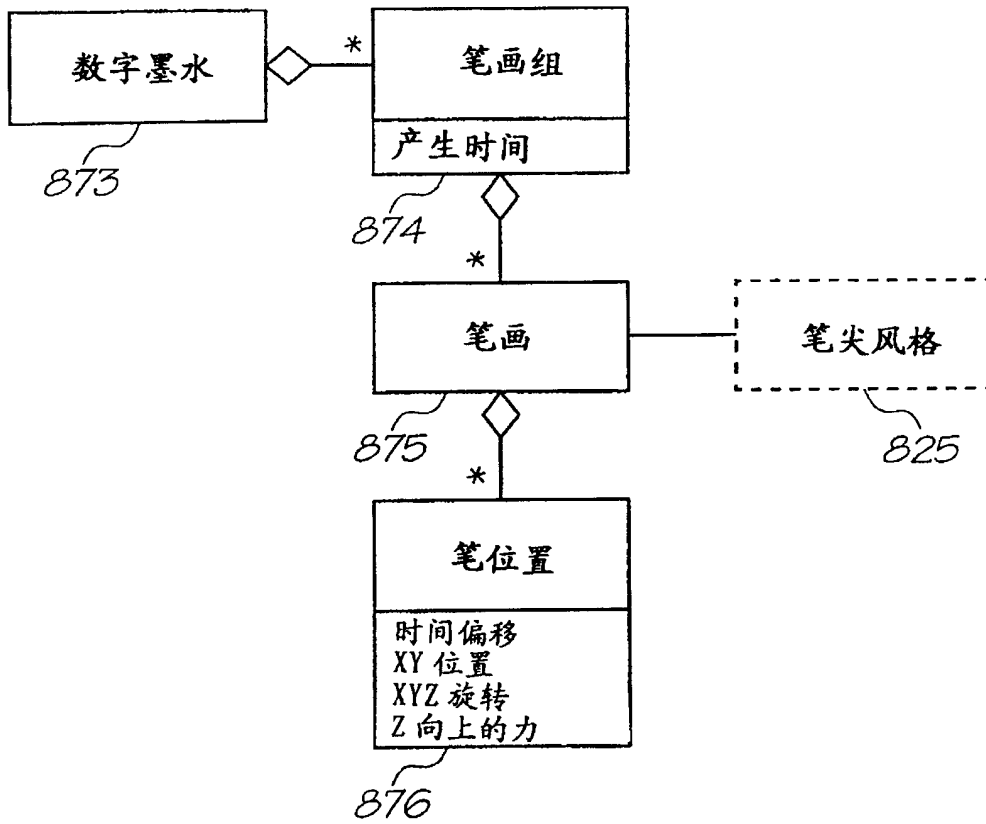 数字墨水
*
笔画组
产生时间
873
874
*
笔画
笔尖风格
875
825
*
笔位置
时间偏移
XY 位置
XYZ 旋转
Z 向上的力
876